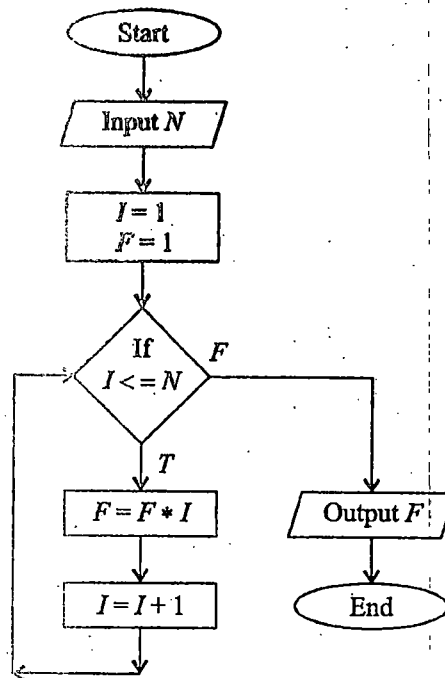 Start
Input N
I = 1
F = 1
If
I <= N
F
T
F = F * I
Output F
I = I + 1
End